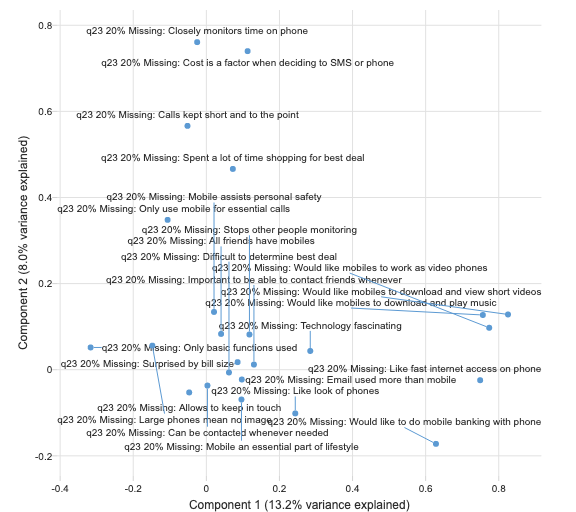 0.8
q23 20% Missing: Closely monitors time on phone
q23 20% Missing: Cost is a factor when deciding to SMS or phone
0.6
q23 20% Missing: Calls kept short and to the point
q23 20% Missing: Spent a lot of time shopping for best deal
0.4
q23 20% Missing: Mobile assists personal safety
q23 20% Missing: Only use mobile for essential calls
q23 20% Missing: Stops other people monitoring
q23 20% Missing: All friends have mobiles
q23 20% Missing: Difficult to determine best deal
q23 20% Missing: Would like mobiles to work as video phones
q23 20% Missing: Important to be able to contact friends whenever
0.2
q23 20% Missing: Would like mobiles to download and view short videos
q23 20% Missing: Would like mobiles to download and play music
q23 20% Missing: Technology fascinating
q23 20% Missing: Only basic functions used
q23 20% Missing: Surprised by bill size
0
q23 20% Missing: Like fast internet access on phone
q23 20% Missing: Email used more than mobile
q23 20% Missing: Like look of phones
q23 20% Missing: Allows to keep in touch
q23 20% Missing: Large phones mean no image
q23 20% Missing: Would like to do mobile banking with phone
q23 20% Missing: Can be contacted whenever needed
q23 20% Missing: Mobile an essential part of lifestyle
-0.2
-0.4
-0.2
0
0.2
0.4
0.6
0.8
Component 1 (13.2% variance explained)
Component 2 (8.0% variance explained)